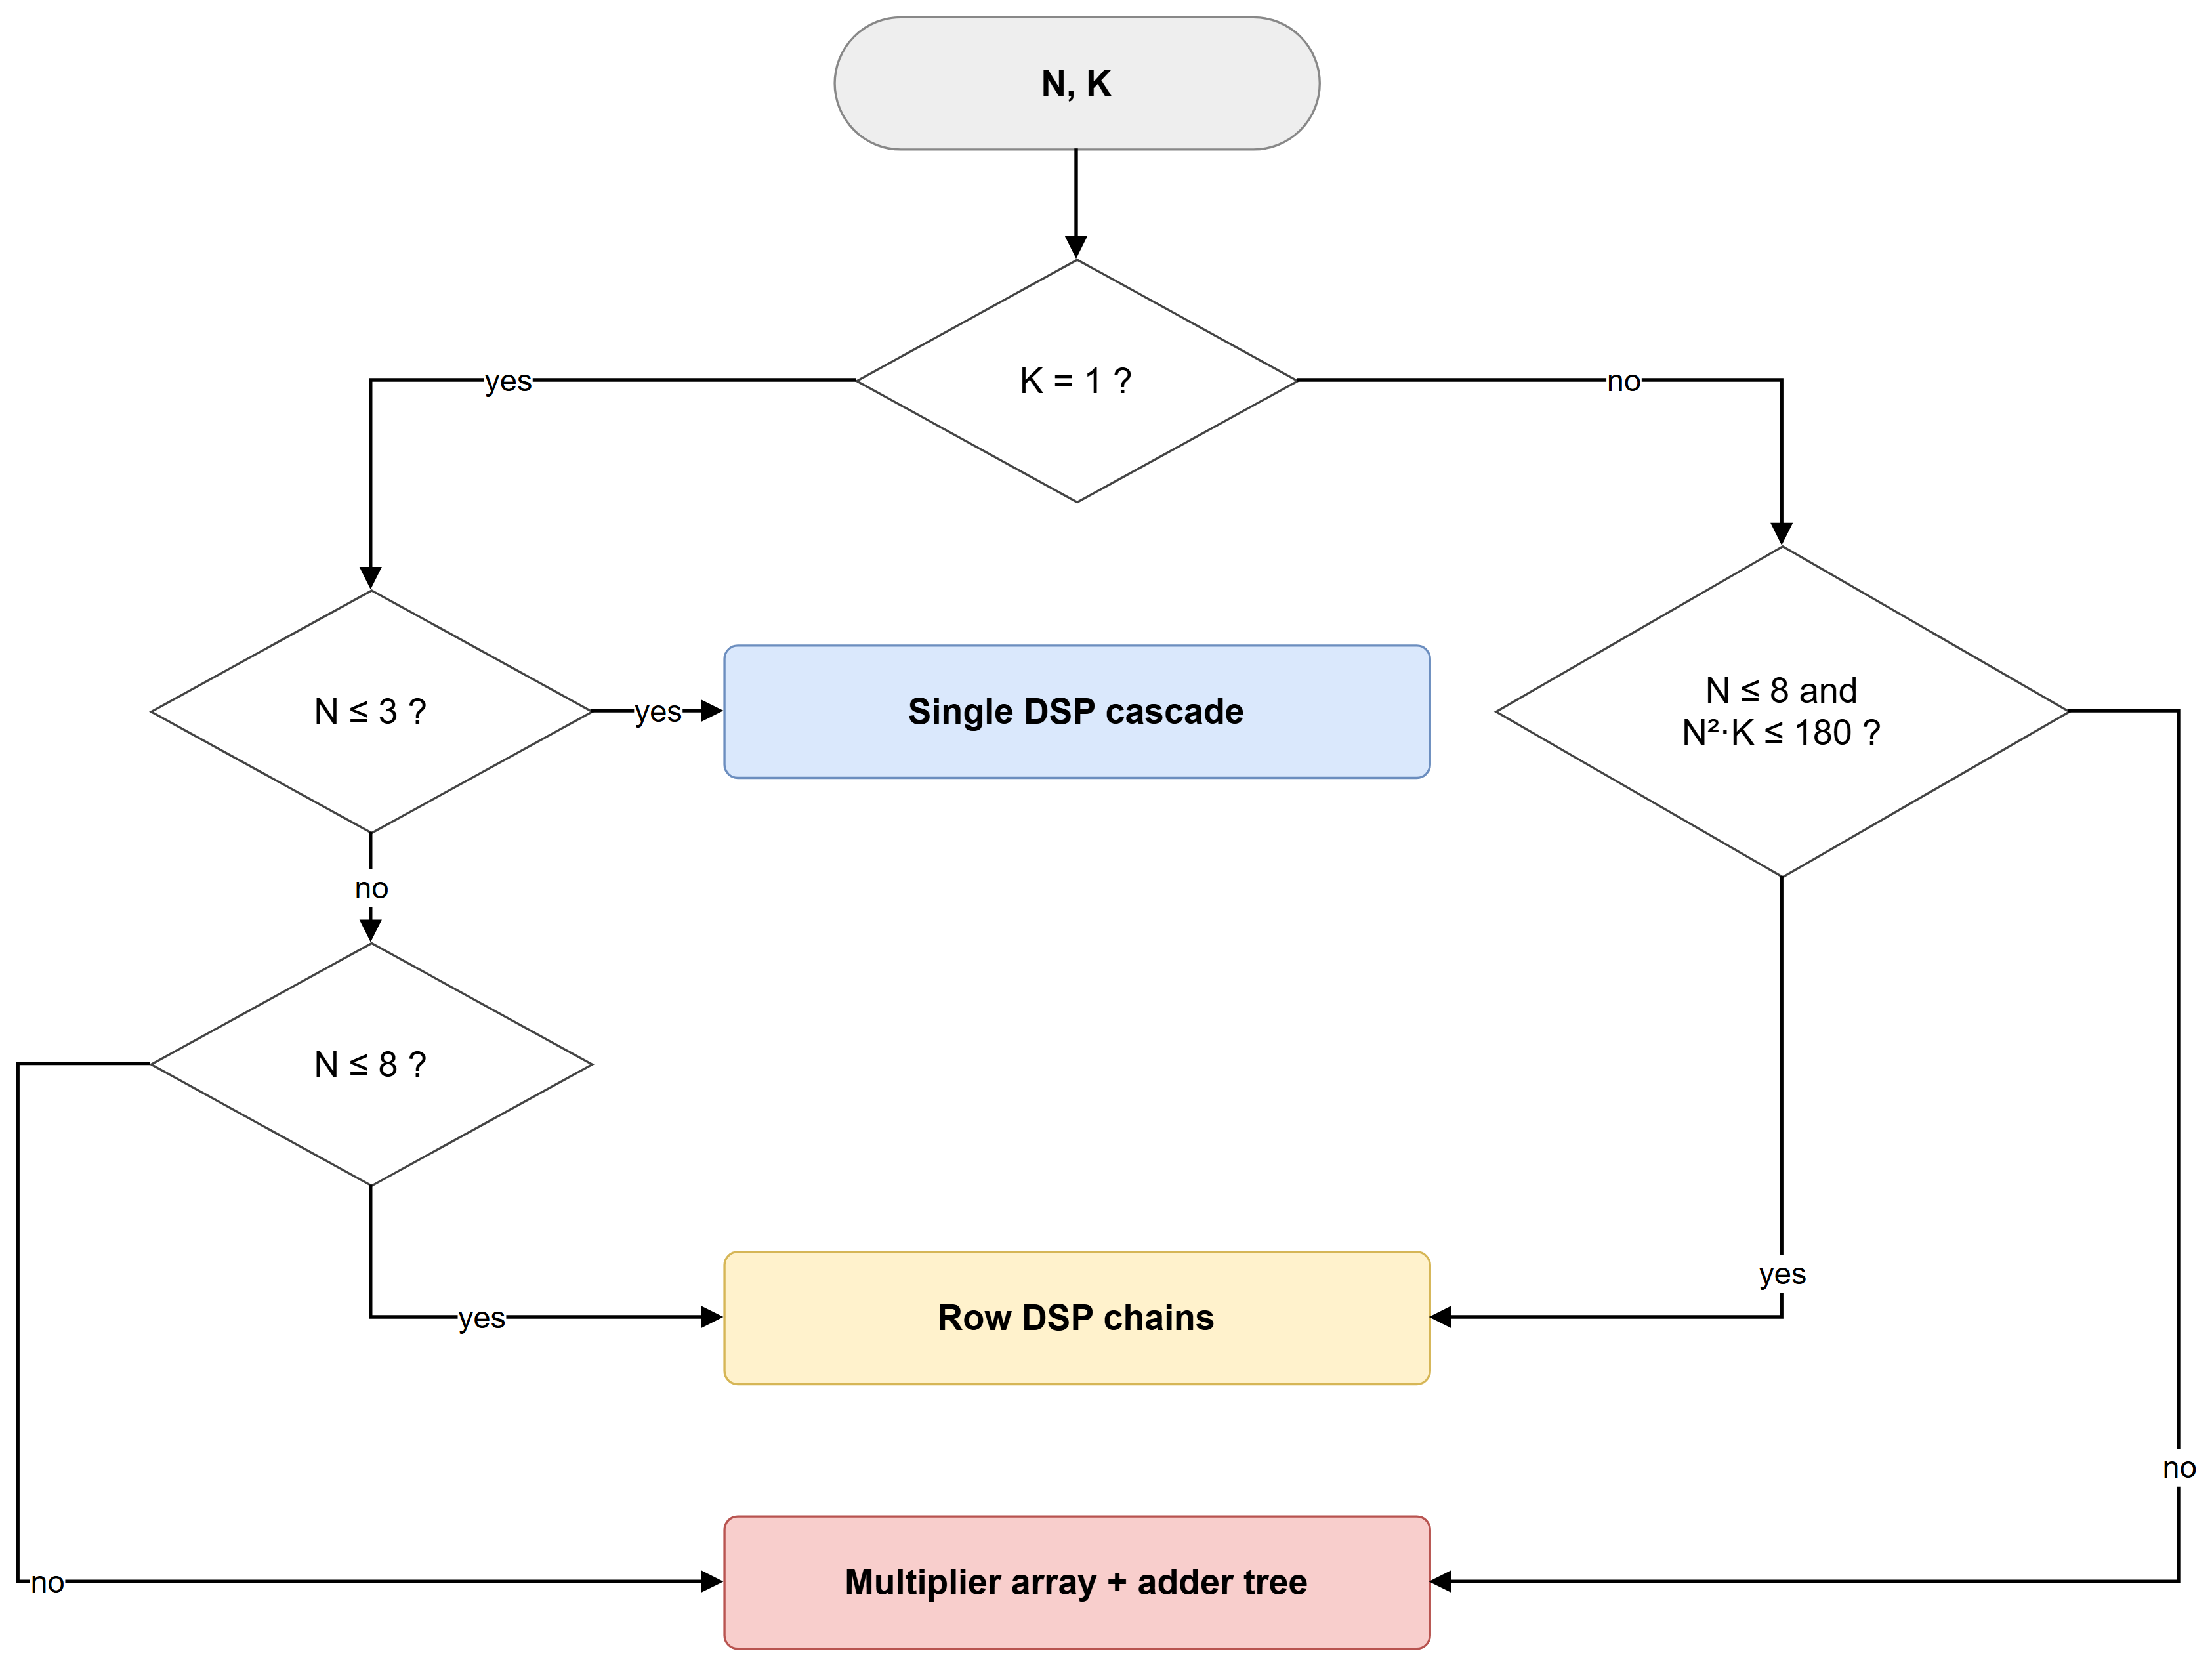 N, K
K = 1 ?
yes
no
N ≤ 3 ?
yes
Single DSP cascade
N ≤ 8 and
N²·K ≤ 180 ?
no
N ≤ 8 ?
yes
yes
Row DSP chains
no
no
Multiplier array + adder tree